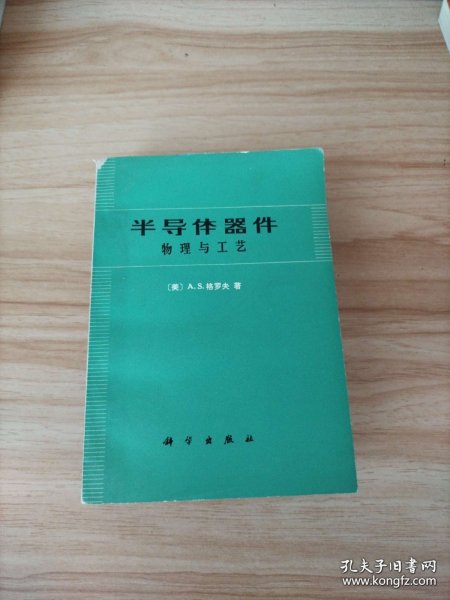 半导体器件
物理与工艺
〔美〕A.S.格罗夫 著
科学出版社
孔夫子旧书网
www.kongfz.com